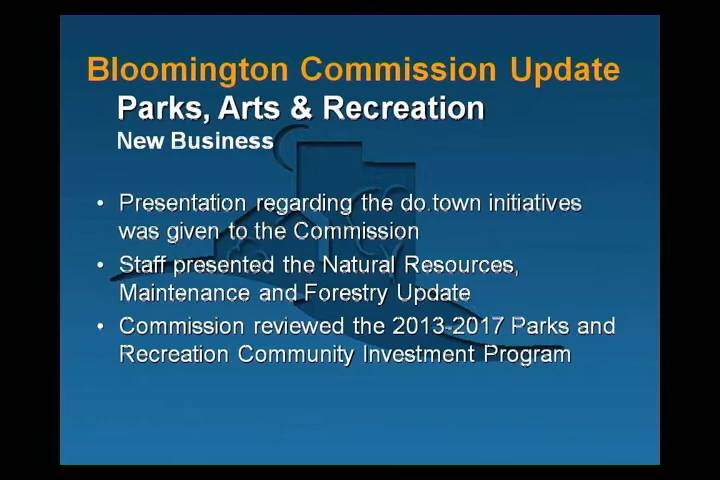 Bloomington Commission Update
Parks, Arts & Recreation
New Business
• Presentation regarding the do.town initiatives
was given to the Commission
• Staff presented the Natural Resources,
Maintenance and Forestry Update
• Commission reviewed the 2013-2017 Parks and
Recreation Community Investment Program